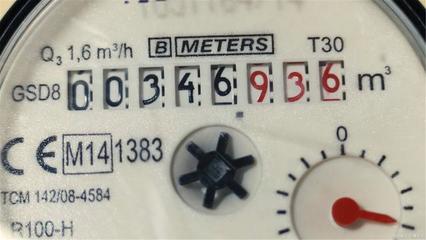 Q3 1,6 m³/h B METERS T30
GSD8 00346936 m³
CE M14 1383
0
TCM 142/08-4584
R100-H